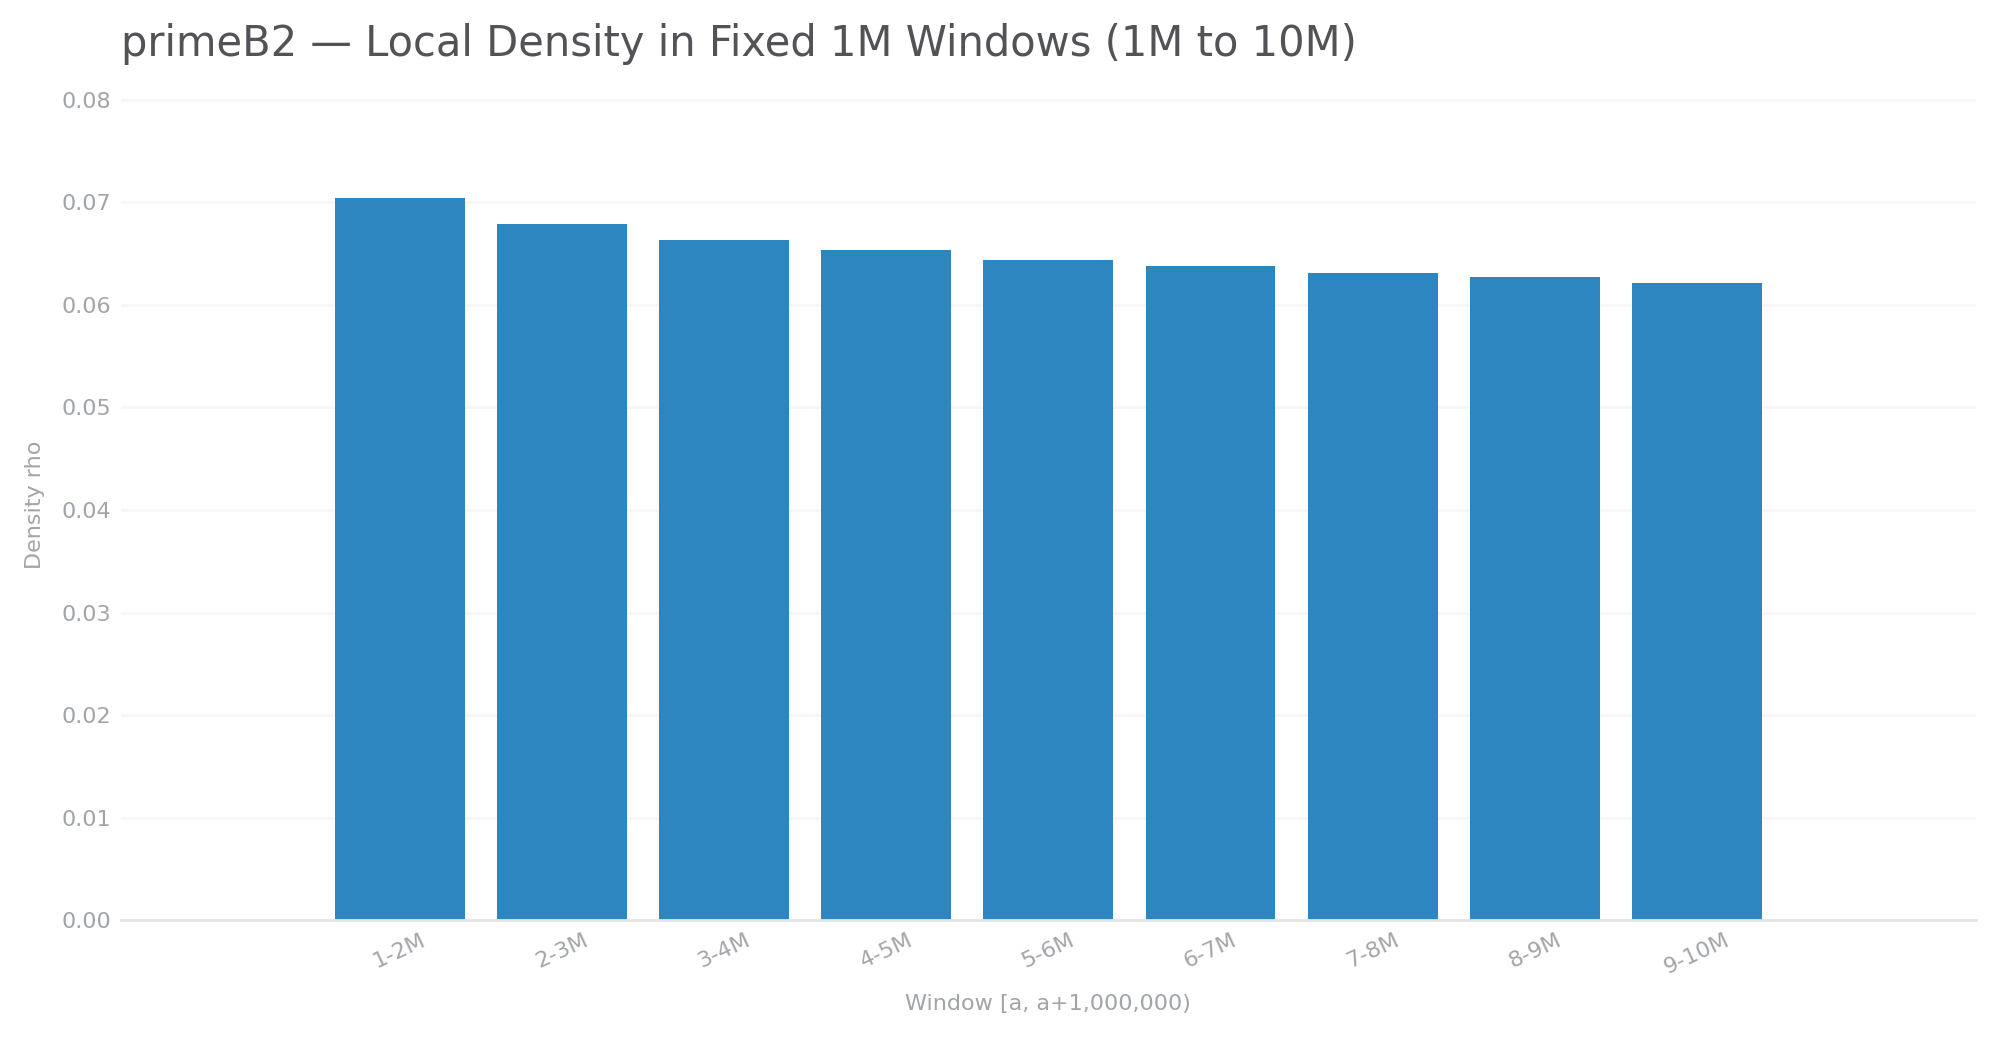 primeB2 — Local Density in Fixed 1M Windows (1M to 10M)
0.08
0.07
0.06
0.05
0.04
0.03
0.02
0.01
0.00
Density rho
1-2M
2-3M
3-4M
4-5M
5-6M
6-7M
7-8M
8-9M
9-10M
Window [a, a+1,000,000)